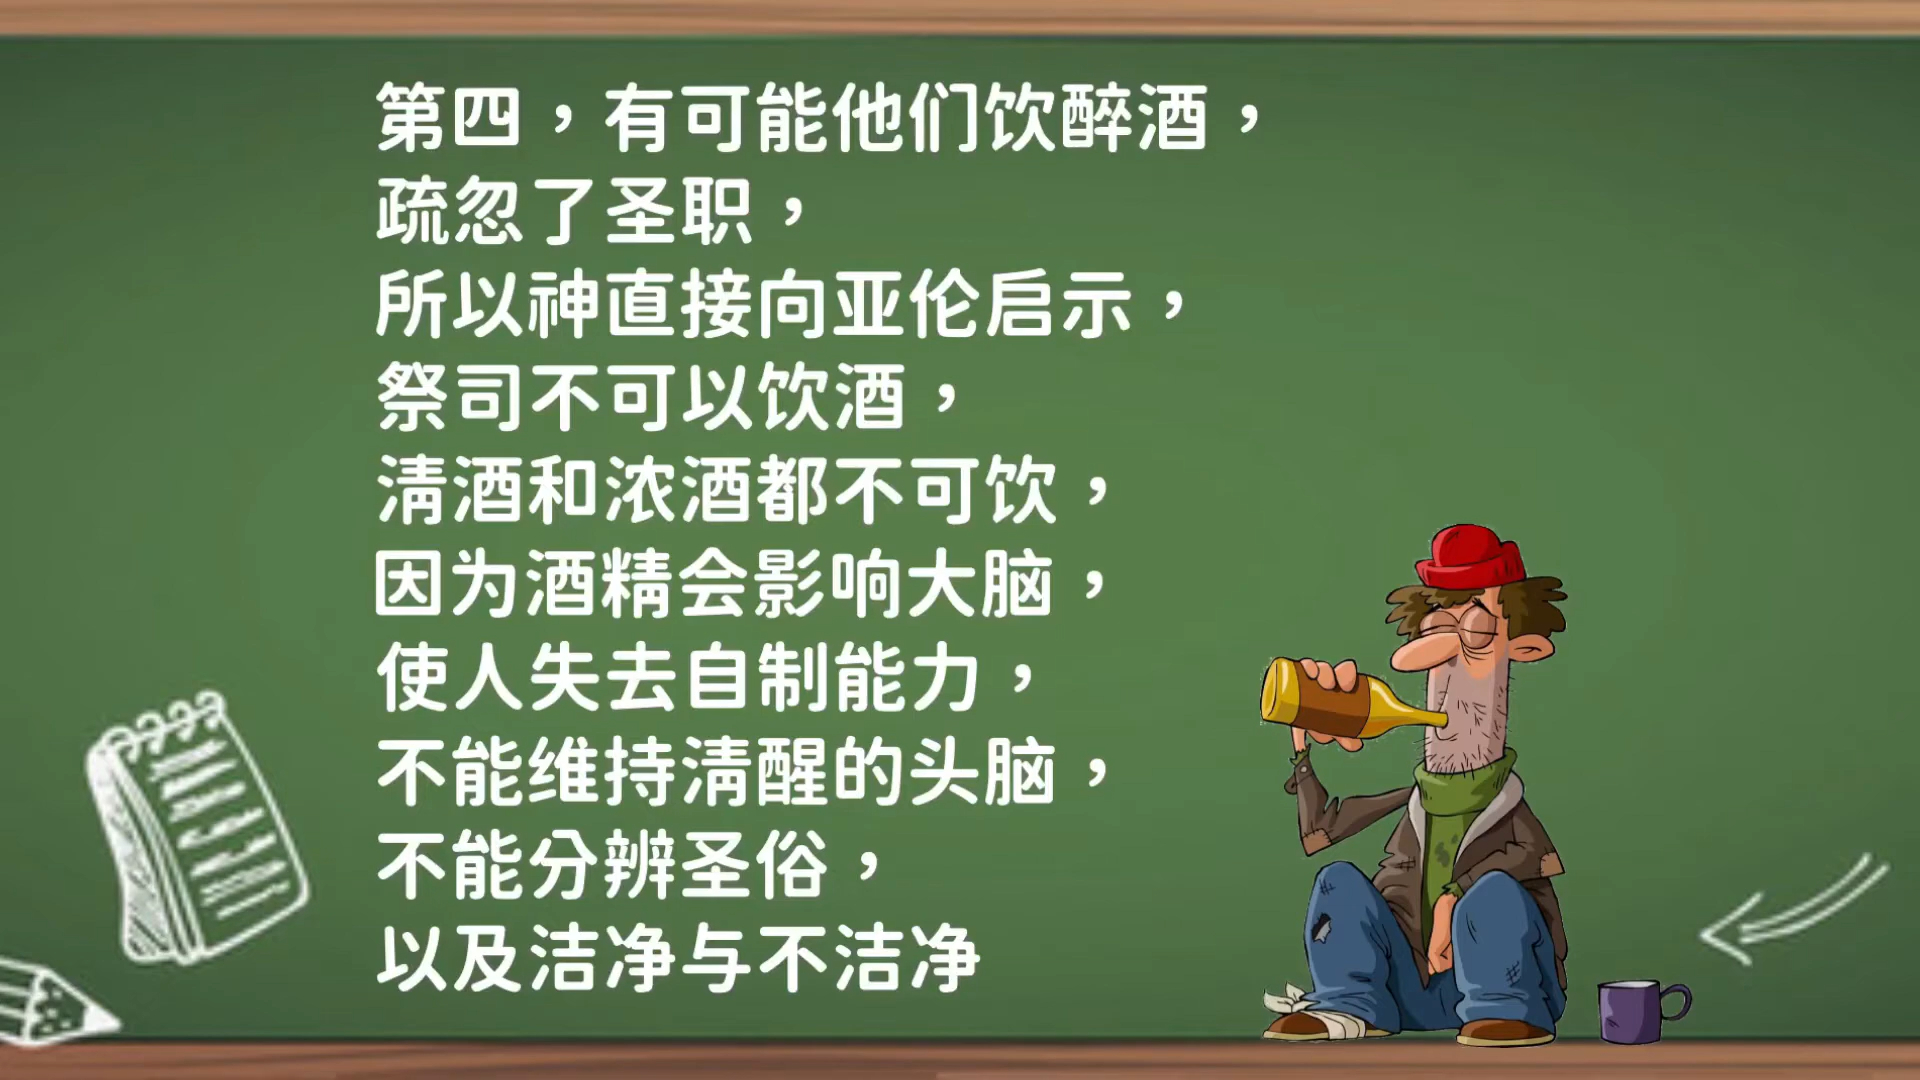 第四，有可能他们饮醉酒，
疏忽了圣职，
所以神直接向亚伦启示，
祭司不可以饮酒，
清酒和浓酒都不可饮，
因为酒精会影响大脑，
使人失去自制能力，
不能维持清醒的头脑，
不能分辨圣俗，
以及洁净与不洁净